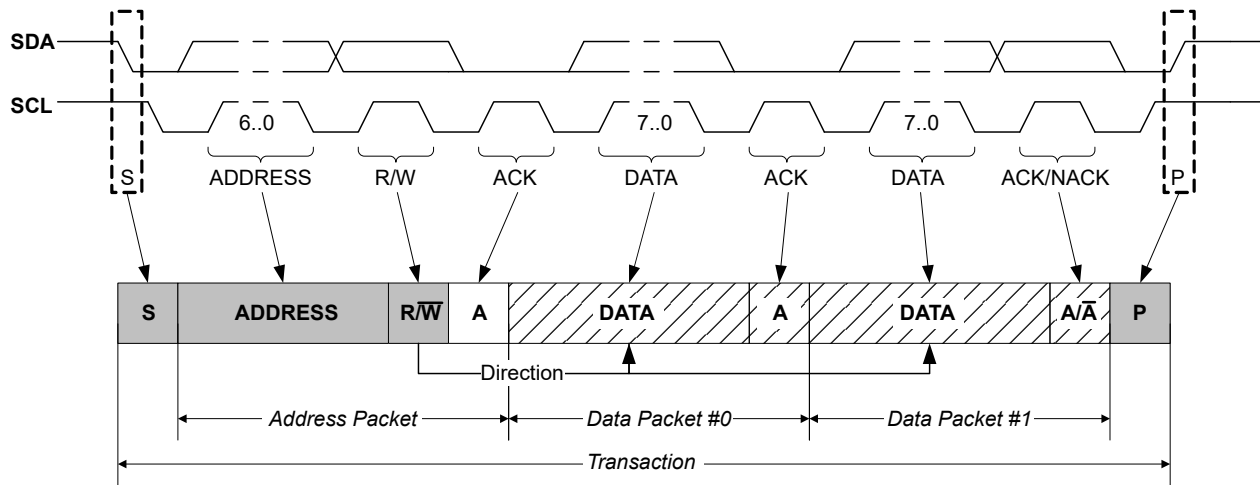 SDA
SCL
6..0 7..0 7..0
S ADDRESS R/W ACK DATA ACK DATA ACK/NACK P
S ADDRESS R/W̅ A DATA A DATA A/A̅ P
Direction
Address Packet Data Packet #0 Data Packet #1
Transaction